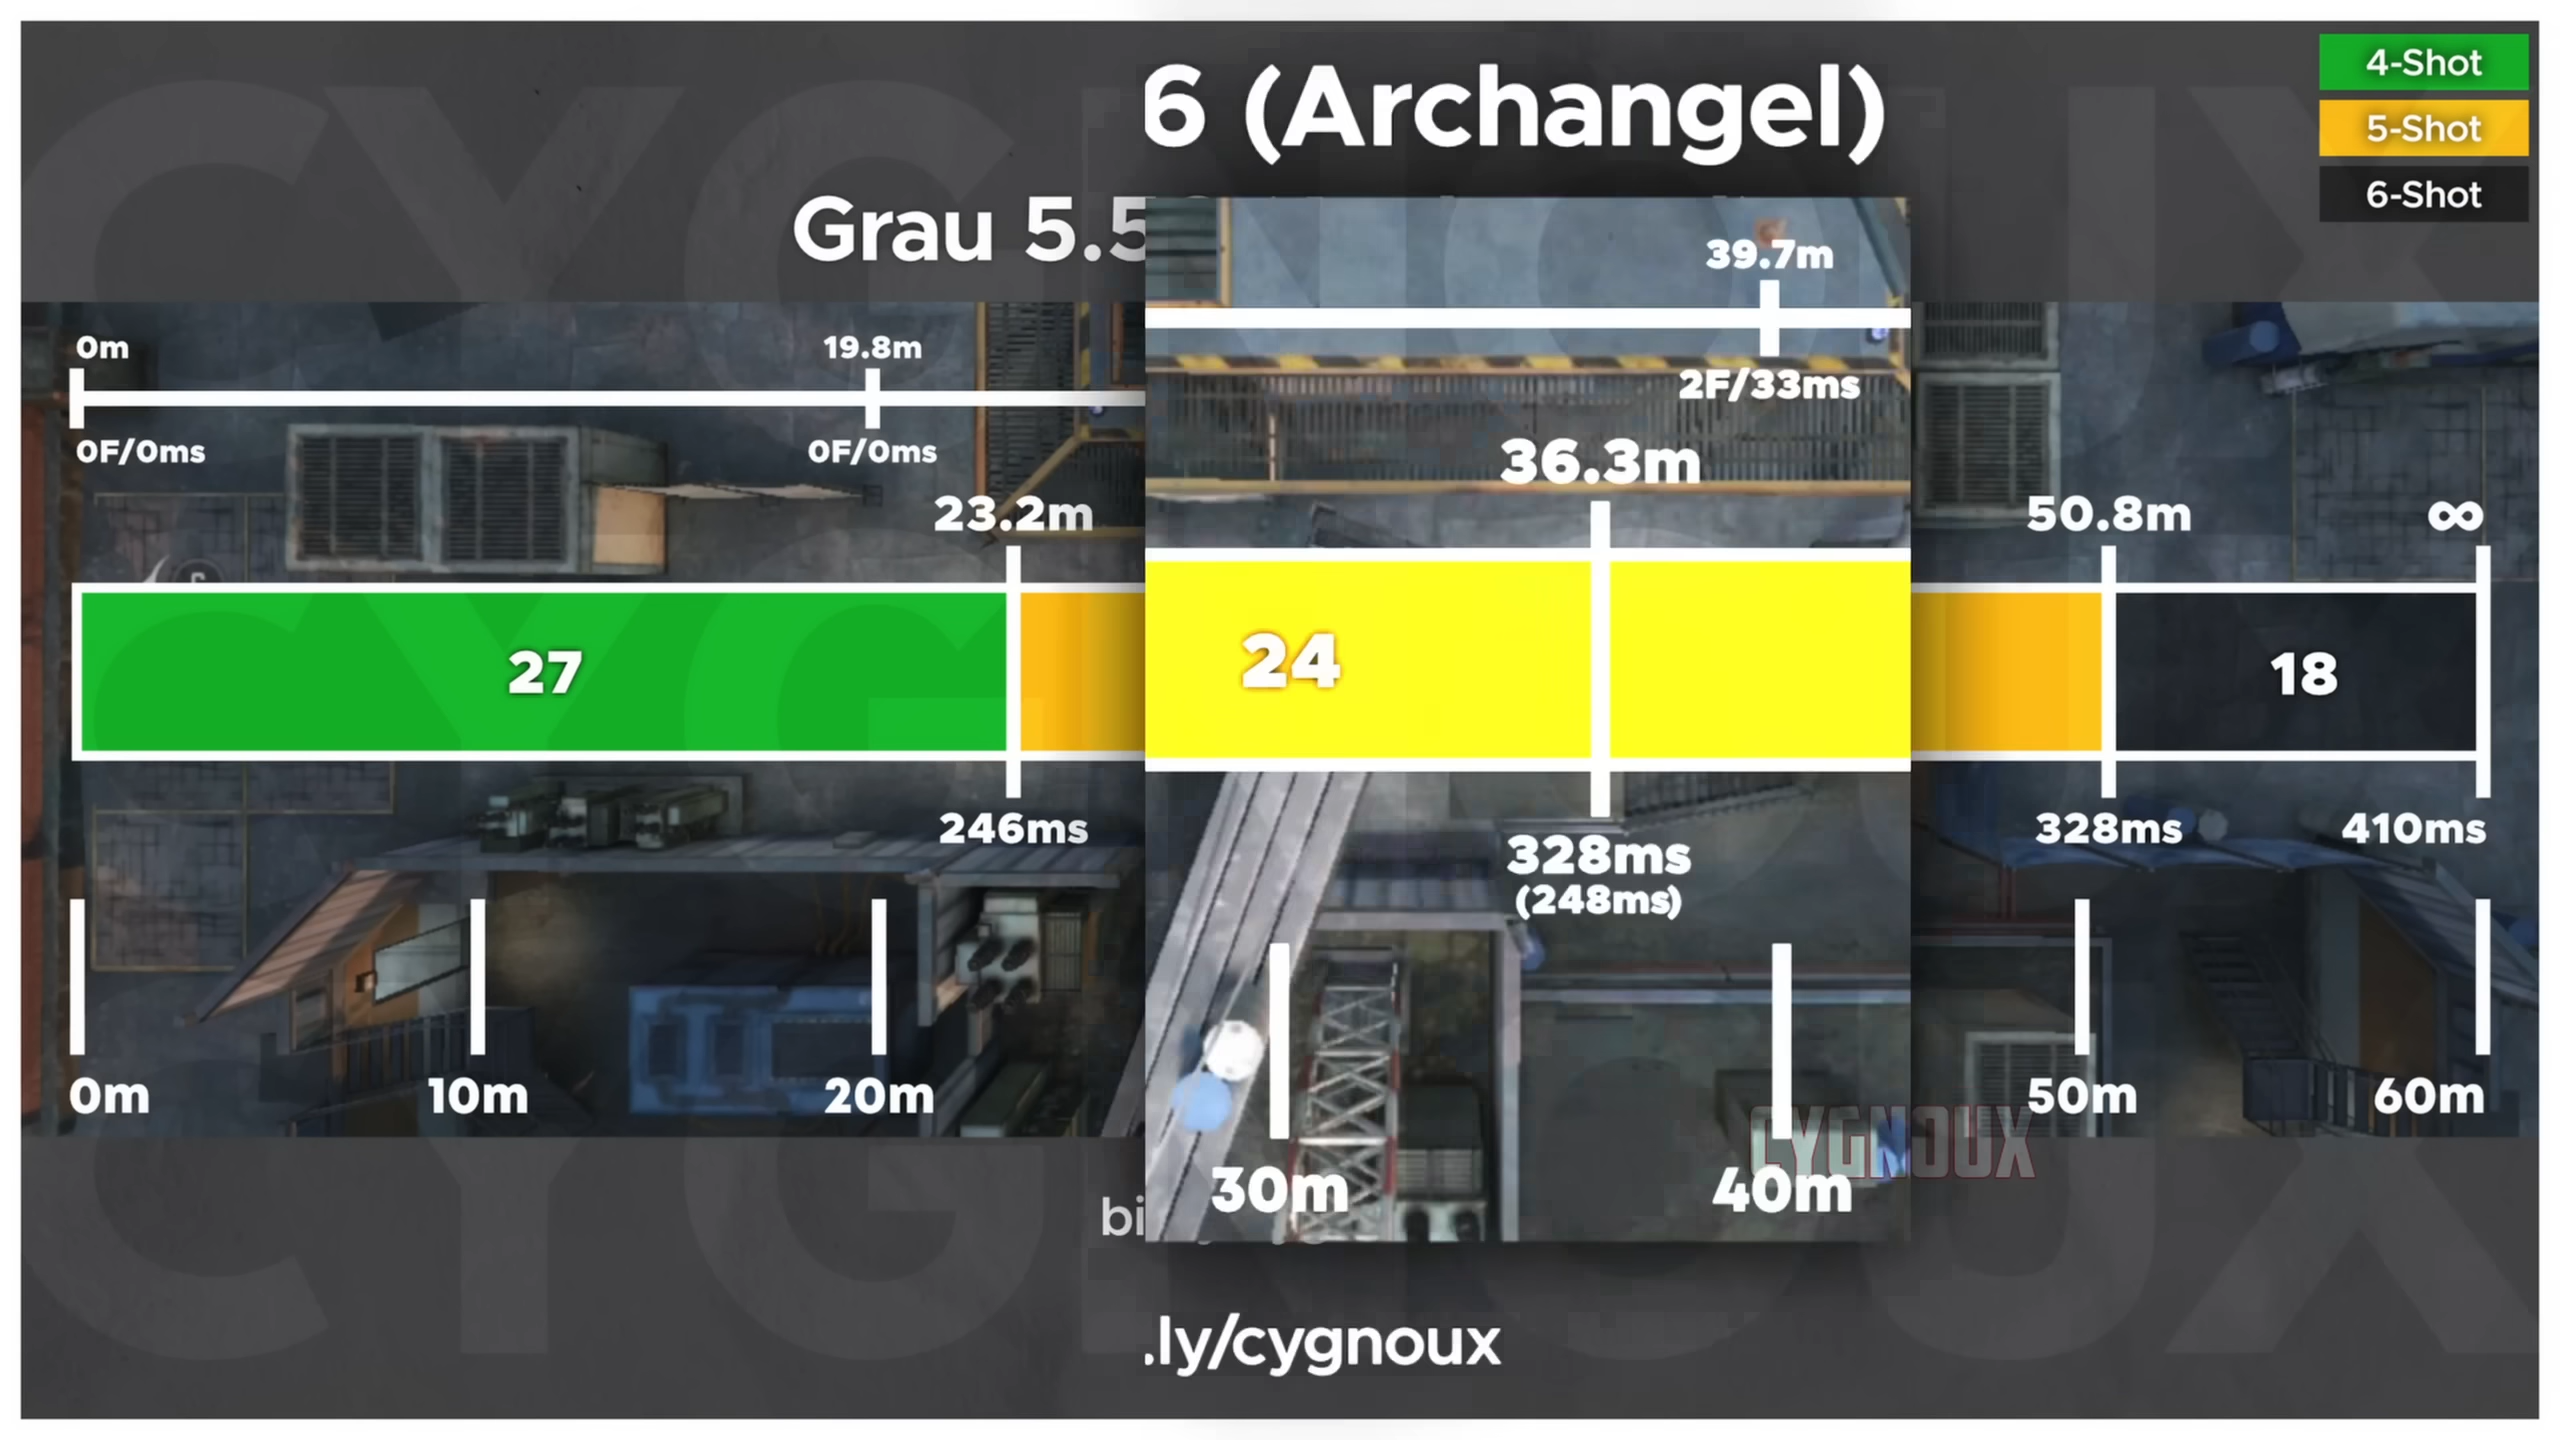 6 (Archangel)
Grau 5.5
4-Shot
5-Shot
6-Shot
0m
19.8m
39.7m
0F/0ms
0F/0ms
2F/33ms
23.2m
36.3m
50.8m
∞
27
24
18
246ms
328ms
(248ms)
328ms
410ms
0m
10m
20m
30m
40m
50m
60m
CYGNOUX
bi
.ly/cygnoux